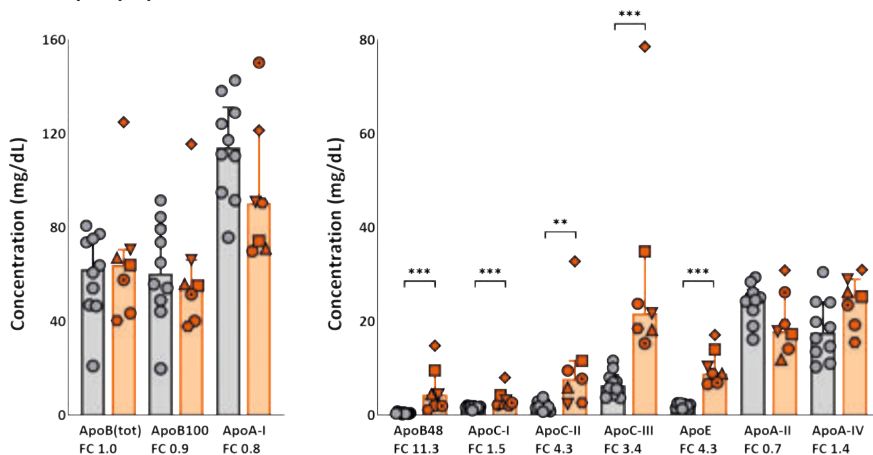 160
120
80
40
0
Concentration (mg/dL)
ApoB(tot) ApoB100 ApoA-I
FC 1.0 FC 0.9 FC 0.8
80
60
40
20
0
Concentration (mg/dL)
***
***
**
***
***
ApoB48 ApoC-I ApoC-II ApoC-III ApoE ApoA-II ApoA-IV
FC 11.3 FC 1.5 FC 4.3 FC 3.4 FC 4.3 FC 0.7 FC 1.4